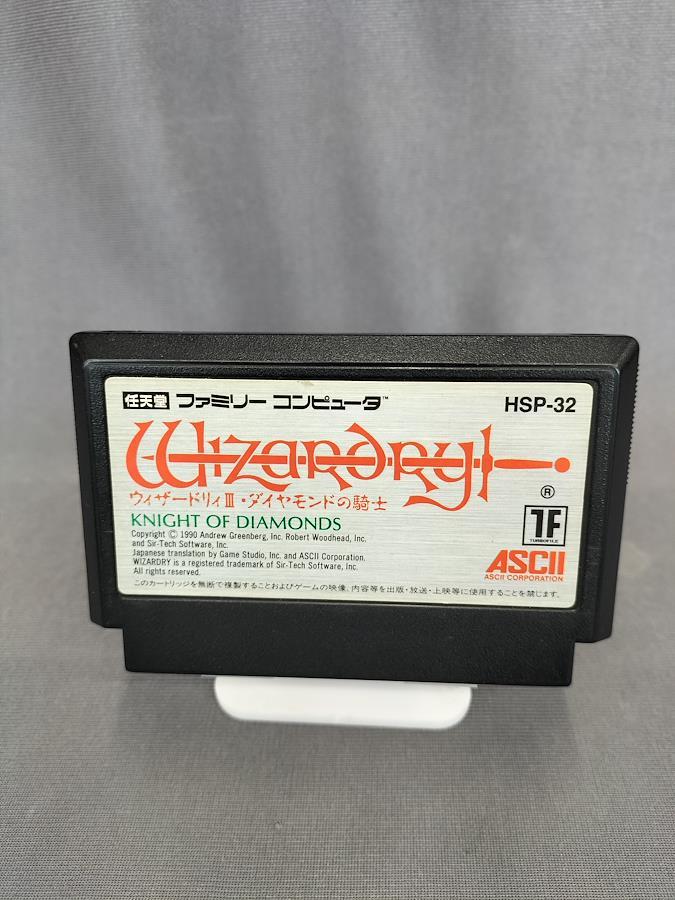 任天堂 ファミリー コンピュータ™
HSP-32
Wizardry
®
ウィザードリィIII・ダイヤモンドの騎士
KNIGHT OF DIAMONDS
Copyright © 1990 Andrew Greenberg, Inc. Robert Woodhead, Inc.
and Sir-Tech Software, Inc.
Japanese translation by Game Studio, Inc. and ASCII Corporation.
WIZARDRY is a registered trademark of Sir-Tech Software, Inc.
All rights reserved.
TF
TURBOFILE
ASCII
ASCII CORPORATION
このカートリッジを無断で複製することおよびゲームの映像、内容等を出版・放送・上映等に使用することを禁じます。